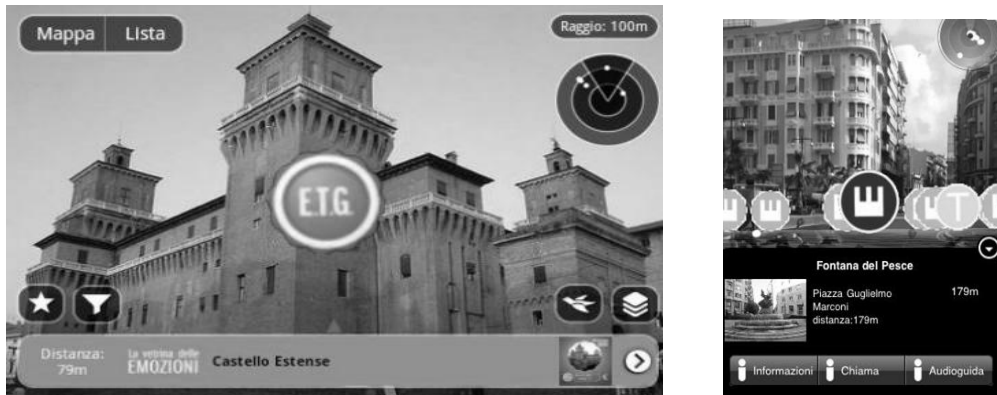 Mappa Lista
Raggio: 100m
E.T.G.
Distanza:
79m
La vetrina delle
EMOZIONI
Castello Estense
T
Fontana del Pesce
Piazza Guglielmo
Marconi
distanza:179m
179m
i Informazioni
i Chiama
i Audioguida